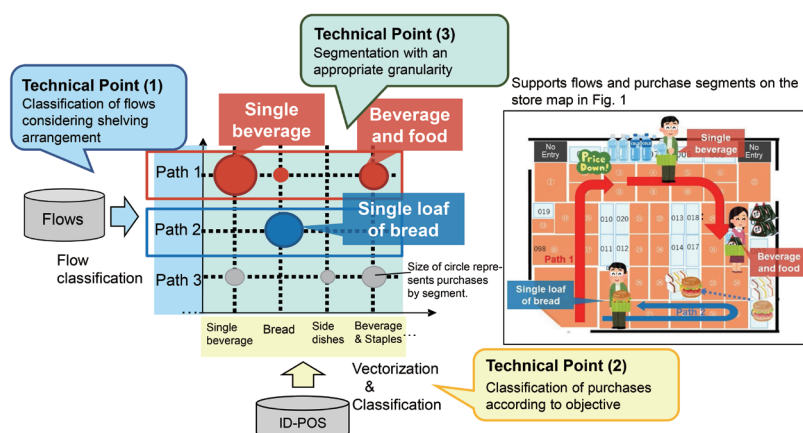 Technical Point (3)
Segmentation with an
appropriate granularity
Technical Point (1)
Classification of flows
considering shelving
arrangement
Single
beverage
Beverage
and food
Path 1
Path 2
Path 3
Single loaf
of bread
Size of circle repre-
sents purchases
by segment.
Flows
Flow
classification
Single
beverage
Bread
Side
dishes
Beverage
& Staples
...
...
Vectorization
&
Classification
ID-POS
Technical Point (2)
Classification of purchases
according to objective
Supports flows and purchase segments on the
store map in Fig. 1
No
Entry
No
Entry
Price
Down!
Single
beverage
019
010 020
013 018
098
011 012
014 017
Path 1
Beverage
and food
Single loaf
of bread
Path 2